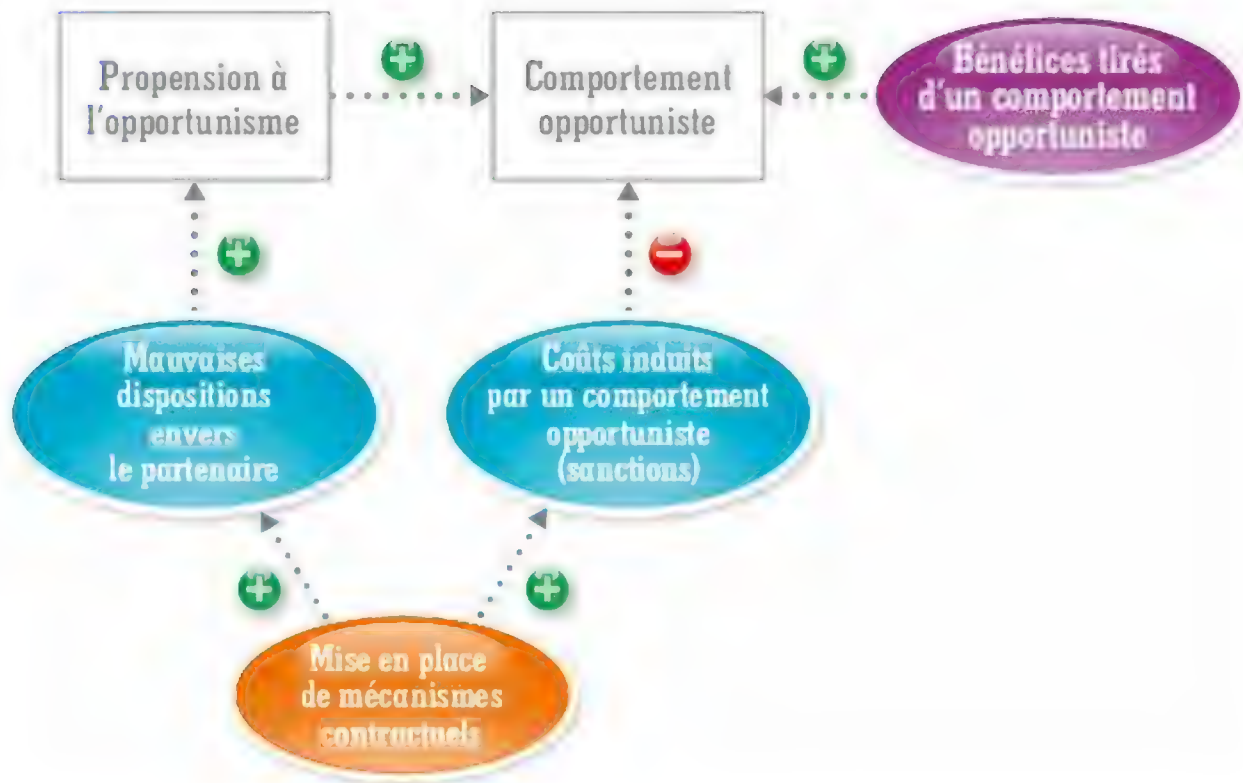 Propension à
l'opportunisme
+
Comportement
opportuniste
+
Bénéfices tirés
d'un comportement
opportuniste
+
−
Mauvaises
dispositions
envers
le partenaire
Coûts induits
par un comportement
opportuniste
(sanctions)
+
+
Mise en place
de mécanismes
contractuels